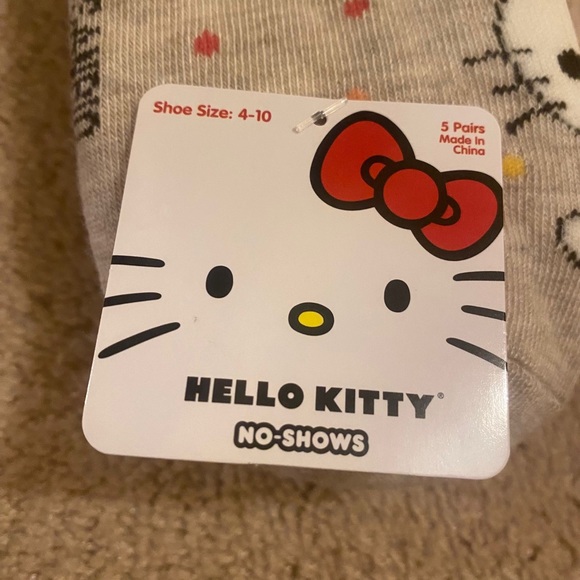 Shoe Size: 4-10
5 Pairs
Made In
China
HELLO KITTY®
NO-SHOWS